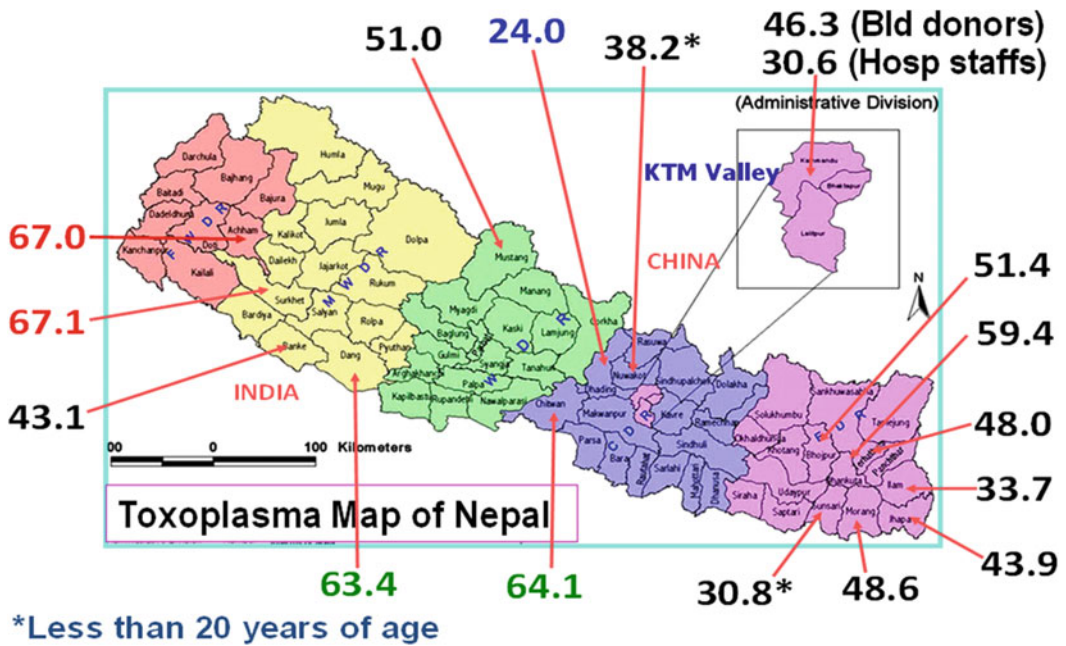 51.0
24.0
38.2*
46.3 (Bld donors)
30.6 (Hosp staffs)
(Administrative Division)
KTM Valley
Kathmandu
Bhaktapur
Lalitpur
CHINA
N
Darchula
Bajhang
Baitadi
Bajura
Dadeldhura
Achham
Doti
Kanchanpur
Kailali
F W D R
67.0
67.1
43.1
Humla
Mugu
Jumla
Dolpa
Kalikot
Dailekh
Jajarkot
Rukum
Surkhet
Salyan
Rolpa
Bardiya
Banke
Dang
Pyuthan
M W D R
INDIA
Mustang
Manang
Myagdi
Kaski
Lamjung
Gorkha
Baglung
Gulmi
Syangja
Tanahun
Palpa
Kapilbastu
Rupandehi
Nawalparasi
W D R
Rasuwa
Nuwakot
Sindhupalchok
Dolakha
Dhading
Chitwan
Makwanpur
Kavre
Ramechhap
Sindhuli
Parsa
Bara
Rautahat
Sarlahi
Mahottari
Dhanusa
C D R
Sankhuwasabha
Solukhumbu
Taplejung
Okhaldhunga
Khotang
Bhojpur
Panchthar
Dhankuta
Ilam
Siraha
Udaypur
Saptari
Sunsari
Morang
Jhapa
E D R
51.4
59.4
48.0
33.7
43.9
00
0
100 Kilometers
Toxoplasma Map of Nepal
63.4
64.1
30.8*
48.6
*Less than 20 years of age